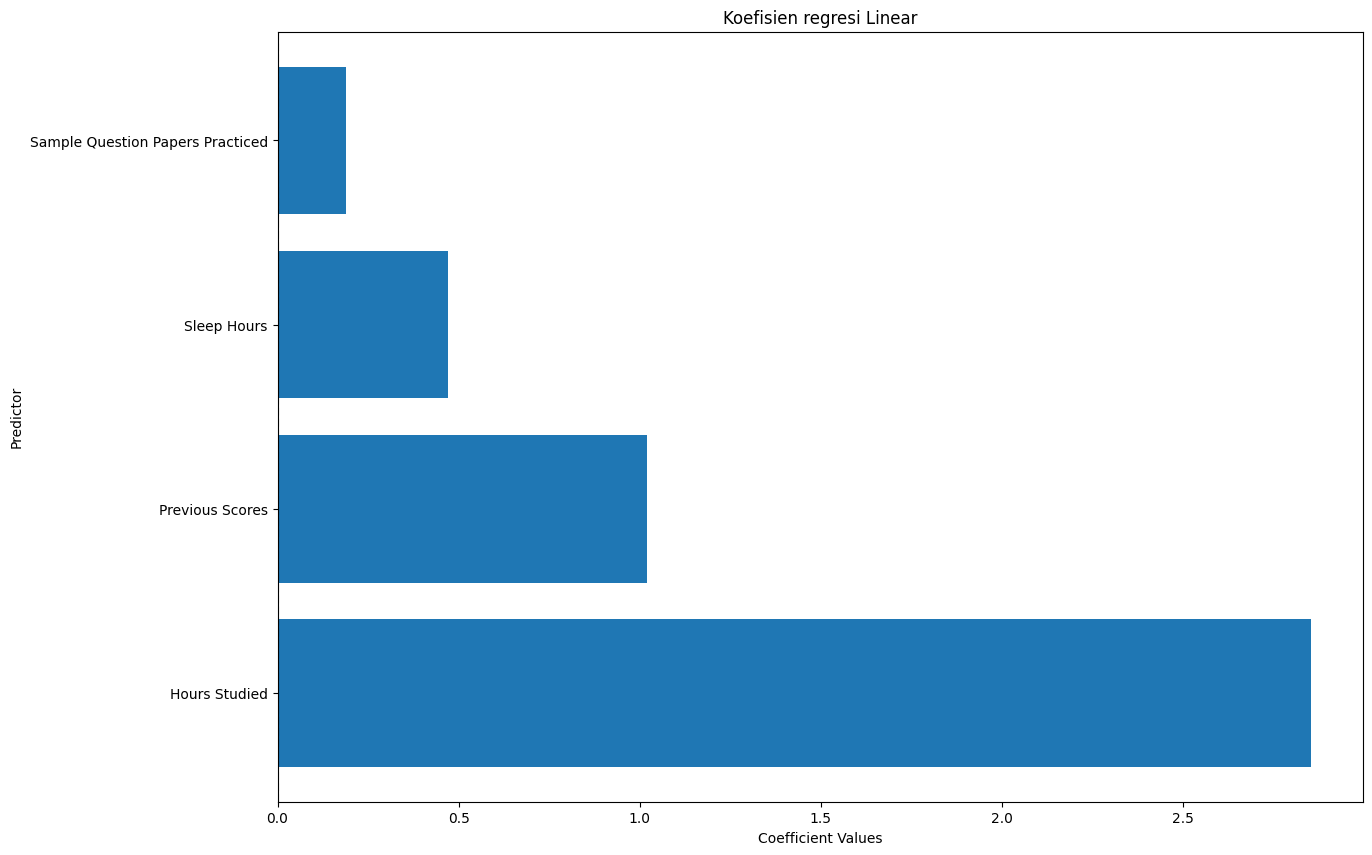 Koefisien regresi Linear
Predictor
Sample Question Papers Practiced
Sleep Hours
Previous Scores
Hours Studied
0.0 0.5 1.0 1.5 2.0 2.5
Coefficient Values